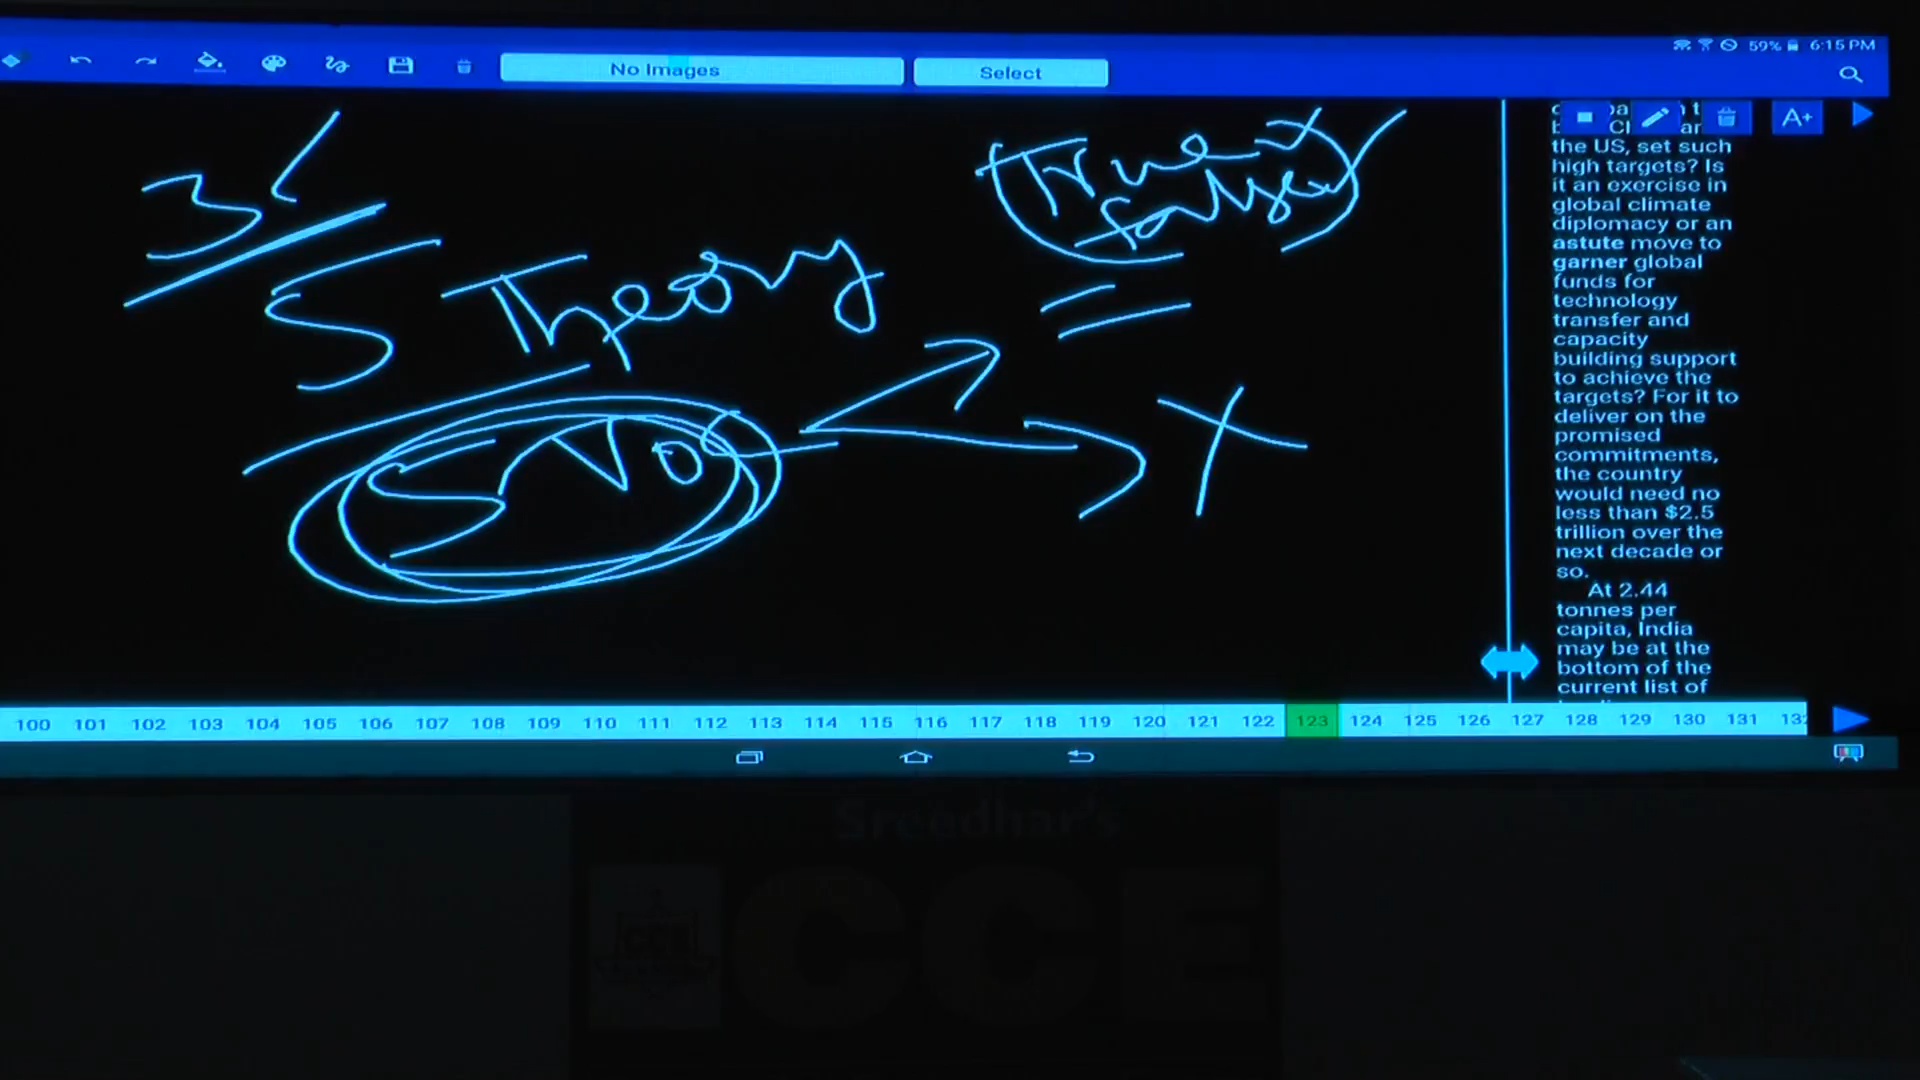 59% 6:15 PM
No Images
Select
A+
the US, set such
high targets? Is
it an exercise in
global climate
diplomacy or an
astute move to
garner global
funds for
technology
transfer and
capacity
building support
to achieve the
targets? For it to
deliver on the
promised
commitments,
the country
would need no
less than $2.5
trillion over the
next decade or
so.
At 2.44
tonnes per
capita, India
may be at the
bottom of the
current list of
True
false
5 Theory
SVO
X
100 101 102 103 104 105 106 107 108 109 110 111 112 113 114 115 116 117 118 119 120 121 122 123 124 125 126 127 128 129 130 131
Sreedhar's
CCE